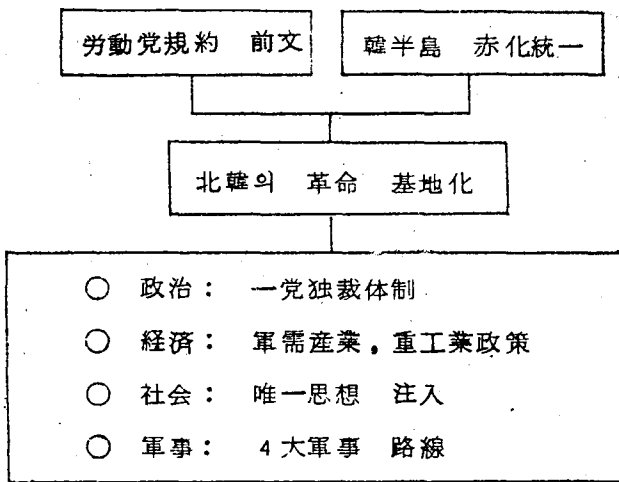 労動党規約 前文
韓半島 赤化統一
北韓의 革命 基地化
○ 政治： 一党独裁体制
○ 経済： 軍需産業，重工業政策
○ 社会： 唯一思想 注入
○ 軍事： 4大軍事 路線